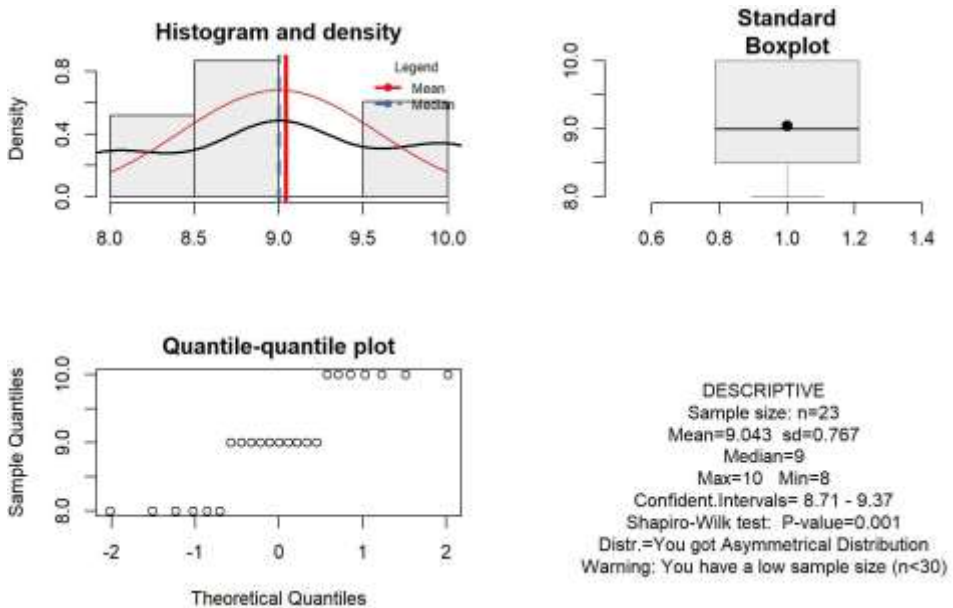 Histogram and density
Density
0.0 0.4 0.8
Legend
Mean
Median
8.0 8.5 9.0 9.5 10.0
Standard
Boxplot
8.0 9.0 10.0
0.6 0.8 1.0 1.2 1.4
Quantile-quantile plot
Sample Quantiles
8.0 9.0 10.0
-2 -1 0 1 2
Theoretical Quantiles
DESCRIPTIVE
Sample size: n=23
Mean=9.043 sd=0.767
Median=9
Max=10 Min=8
Confident.Intervals= 8.71 - 9.37
Shapiro-Wilk test: P-value=0.001
Distr.=You got Asymmetrical Distribution
Warning: You have a low sample size (n<30)